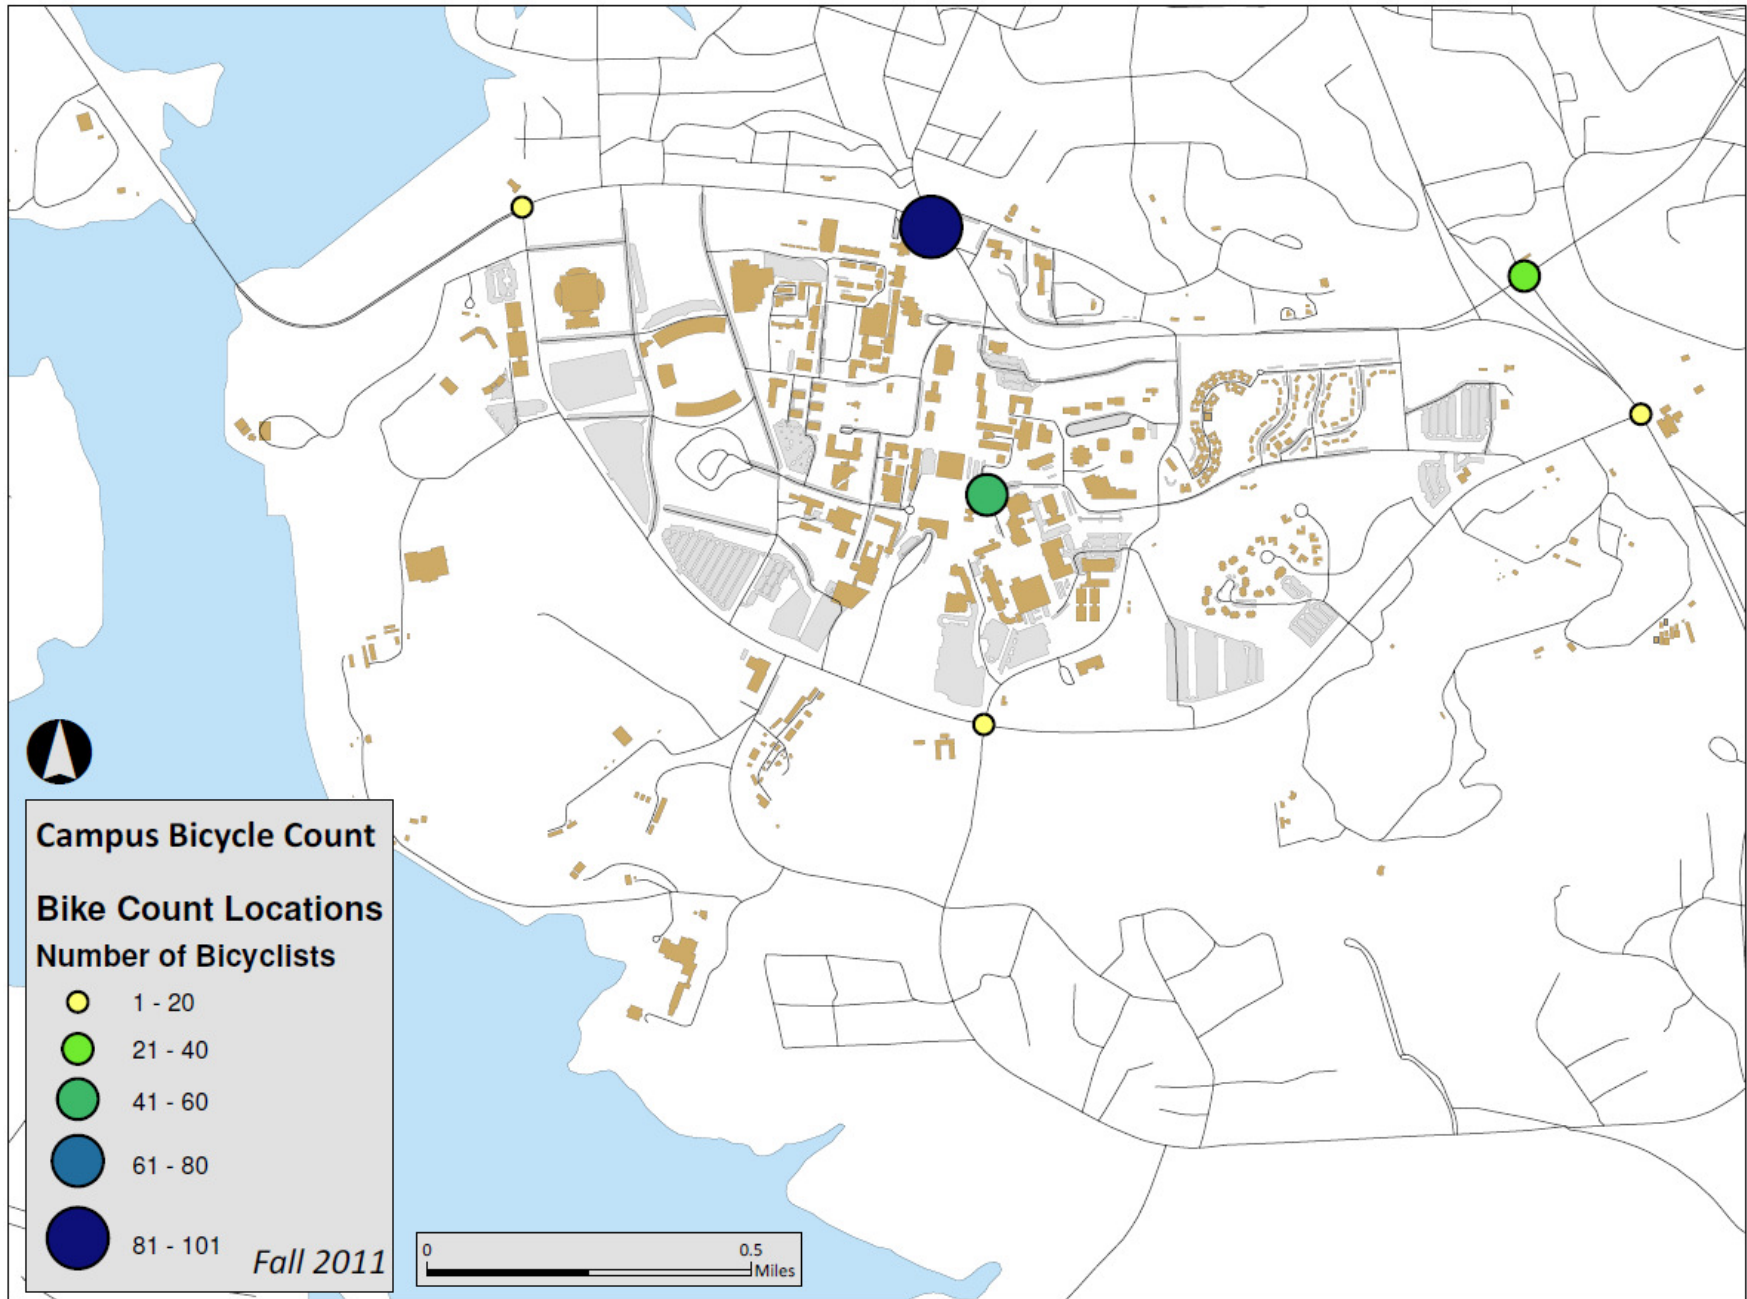 Campus Bicycle Count
Bike Count Locations
Number of Bicyclists
1 - 20
21 - 40
41 - 60
61 - 80
81 - 101
Fall 2011
0 0.5
Miles